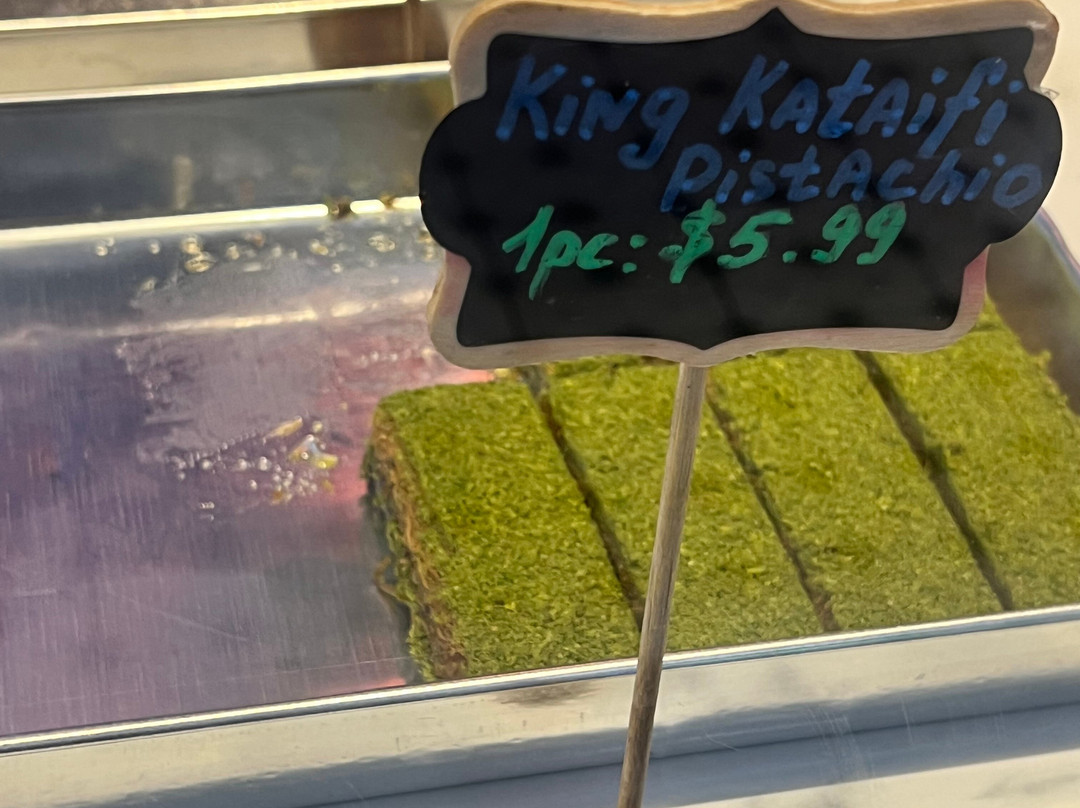 King Kataifi
Pistachio
1pc: $5.99